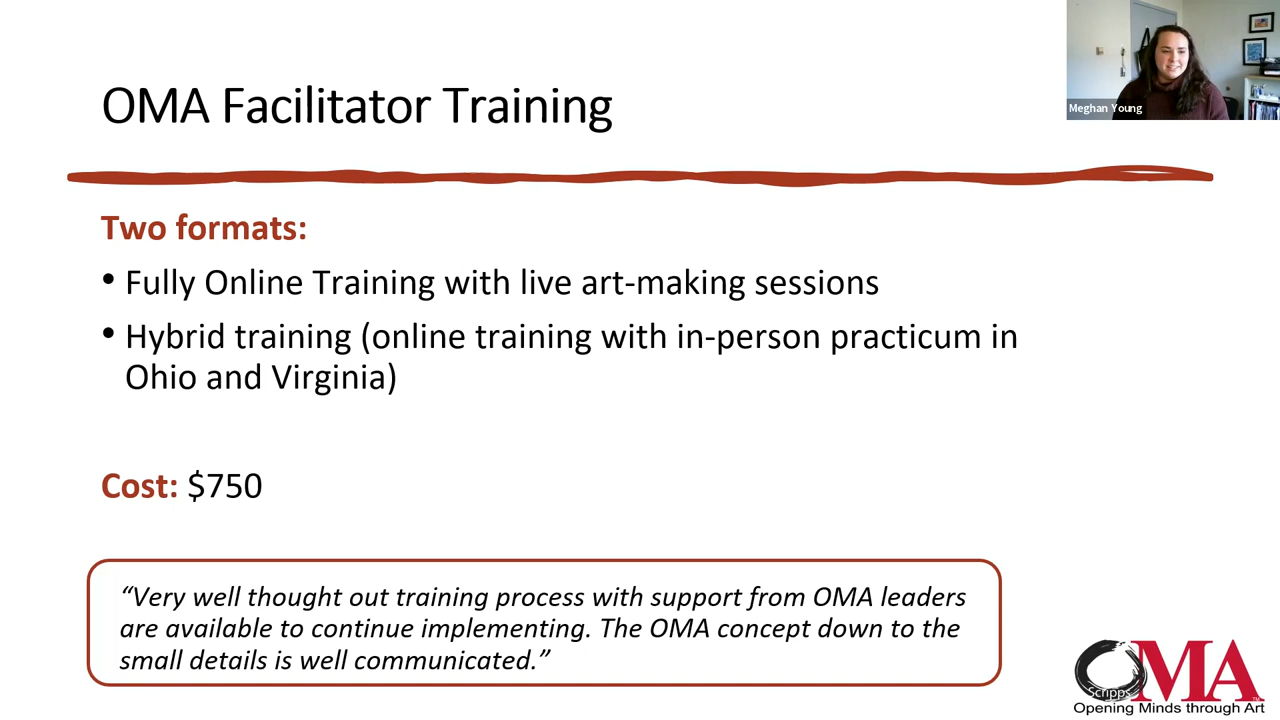 OMA Facilitator Training
Meghan Young
Two formats:
• Fully Online Training with live art-making sessions
• Hybrid training (online training with in-person practicum in
Ohio and Virginia)
Cost: $750
“Very well thought out training process with support from OMA leaders
are available to continue implementing. The OMA concept down to the
small details is well communicated.”
OMA™
Scripps
Opening Minds through Art